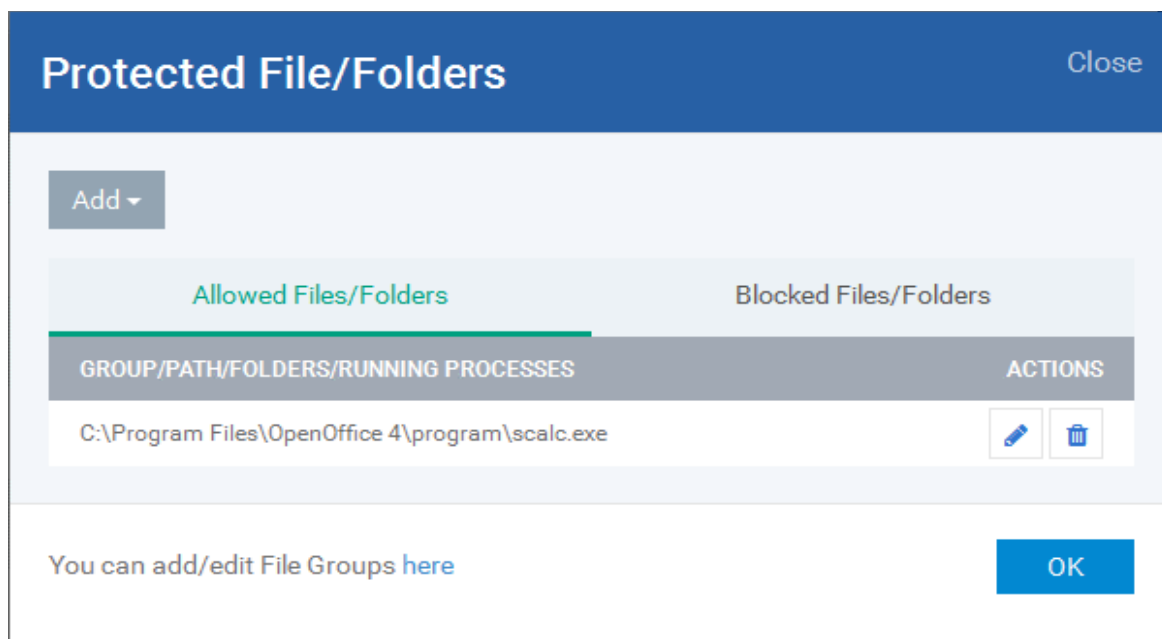 Protected File/Folders
Close
Add
Allowed Files/Folders
Blocked Files/Folders
GROUP/PATH/FOLDERS/RUNNING PROCESSES
ACTIONS
C:\Program Files\OpenOffice 4\program\scalc.exe
You can add/edit File Groups here
OK